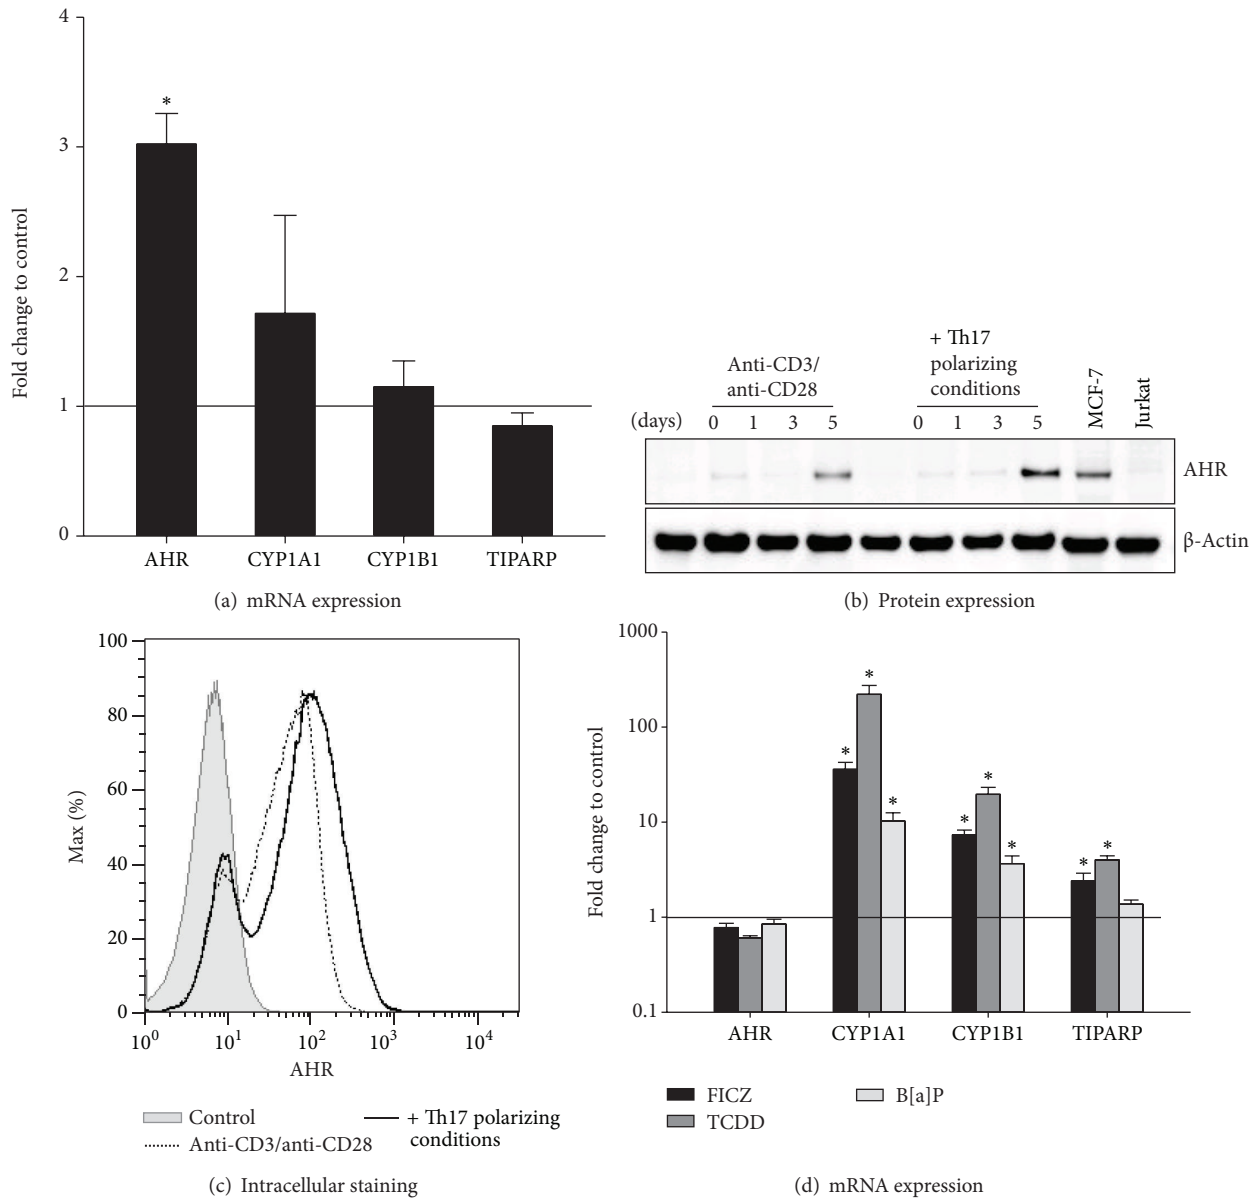 4
3
2
1
0
Fold change to control
*
AHR CYP1A1 CYP1B1 TIPARP
(a) mRNA expression
+ Th17
polarizing
conditions
Anti-CD3/
anti-CD28
MCF-7
Jurkat
(days) 0 1 3 5 0 1 3 5
AHR
β-Actin
(b) Protein expression
100
80
60
40
20
0
Max (%)
10^0 10^1 10^2 10^3 10^4
AHR
Control
Anti-CD3/anti-CD28
+ Th17 polarizing
conditions
(c) Intracellular staining
1000
100
10
1
0.1
Fold change to control
* * *
* * *
* *
AHR CYP1A1 CYP1B1 TIPARP
FICZ
TCDD
B[a]P
(d) mRNA expression